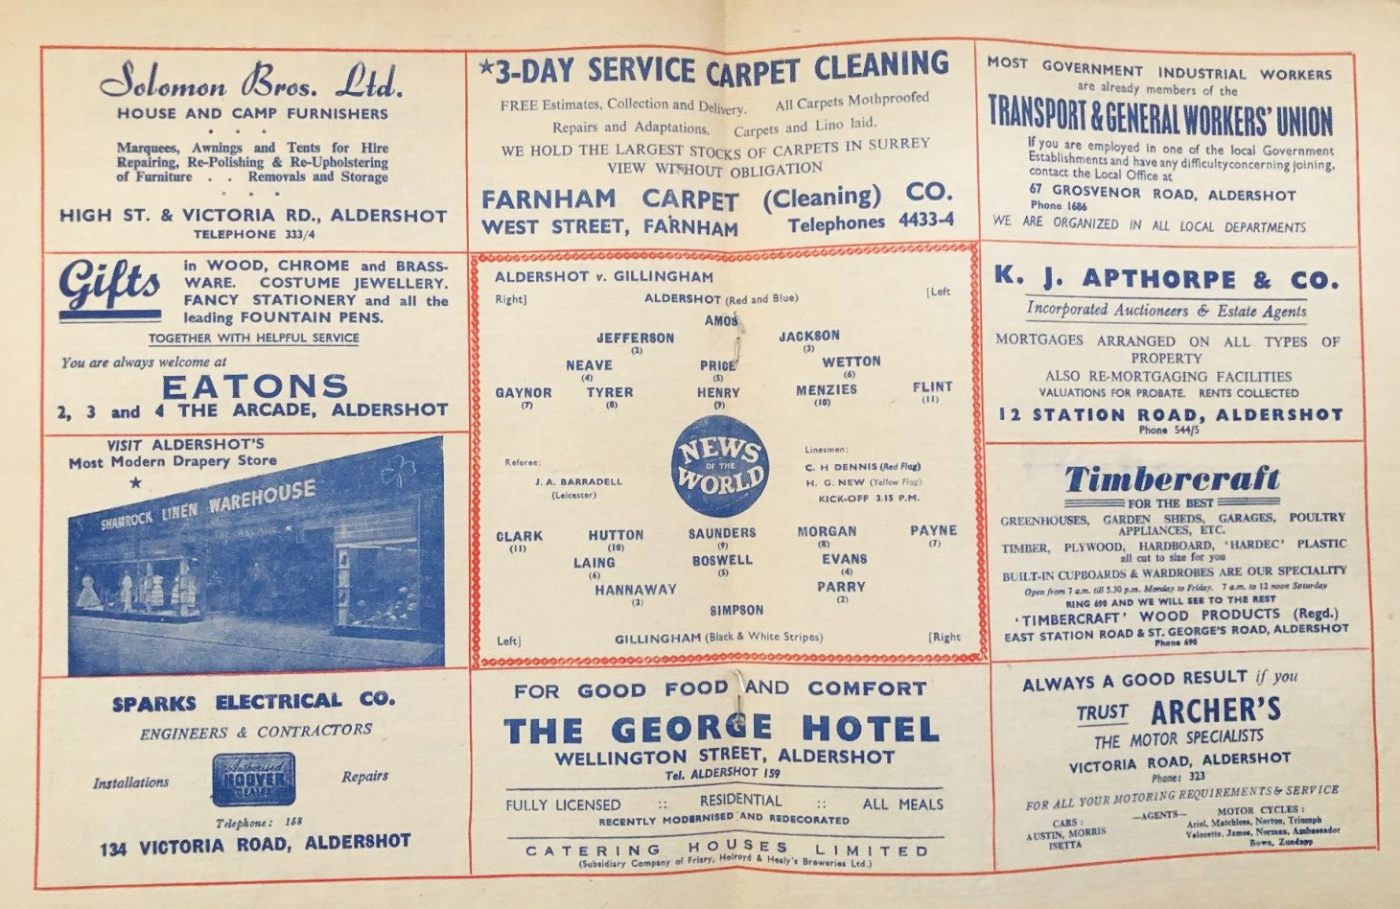 Solomon Bros. Ltd.
HOUSE AND CAMP FURNISHERS
Marquees, Awnings and Tents for Hire
Repairing, Re-Polishing & Re-Upholstering
of Furniture . . Removals and Storage
HIGH ST. & VICTORIA RD., ALDERSHOT
TELEPHONE 333/4
Gifts
in WOOD, CHROME and BRASS-
WARE. COSTUME JEWELLERY.
FANCY STATIONERY and all the
leading FOUNTAIN PENS.
TOGETHER WITH HELPFUL SERVICE
You are always welcome at
EATONS
2, 3 and 4 THE ARCADE, ALDERSHOT
VISIT ALDERSHOT'S
Most Modern Drapery Store
SHAMROCK LINEN WAREHOUSE
SPARKS ELECTRICAL CO.
ENGINEERS & CONTRACTORS
Installations
Authorised
HOOVER
DEALER
Repairs
Telephone: 168
134 VICTORIA ROAD, ALDERSHOT
*3-DAY SERVICE CARPET CLEANING
FREE Estimates, Collection and Delivery. All Carpets Mothproofed
Repairs and Adaptations. Carpets and Lino laid.
WE HOLD THE LARGEST STOCKS OF CARPETS IN SURREY
VIEW WITHOUT OBLIGATION
FARNHAM CARPET (Cleaning) CO.
WEST STREET, FARNHAM Telephones 4433-4
ALDERSHOT v. GILLINGHAM
Right] ALDERSHOT (Red and Blue) [Left
AMOS
JEFFERSON JACKSON
(2) (3)
NEAVE PRICE WETTON
(4) (5) (6)
GAYNOR TYRER HENRY MENZIES FLINT
(7) (8) (9) (10) (11)
NEWS
OF THE
WORLD
Referee:
J. A. BARRADELL
(Leicester)
Linesmen:
C. H DENNIS (Red Flag)
H. G. NEW (Yellow Flag)
KICK-OFF 3.15 P.M.
CLARK HUTTON SAUNDERS MORGAN PAYNE
(11) (10) (9) (8) (7)
LAING BOSWELL EVANS
(6) (5) (4)
HANNAWAY PARRY
(3) (2)
SIMPSON
Left] GILLINGHAM (Black & White Stripes) [Right
FOR GOOD FOOD AND COMFORT
THE GEORGE HOTEL
WELLINGTON STREET, ALDERSHOT
Tel. ALDERSHOT 159
FULLY LICENSED :: RESIDENTIAL :: ALL MEALS
RECENTLY MODERNISED AND REDECORATED
CATERING HOUSES LIMITED
(Subsidiary Company of Friary, Holroyd & Healy's Breweries Ltd.)
MOST GOVERNMENT INDUSTRIAL WORKERS
are already members of the
TRANSPORT & GENERAL WORKERS' UNION
If you are employed in one of the local Government
Establishments and have any difficulty concerning joining,
contact the Local Office at
67 GROSVENOR ROAD, ALDERSHOT
Phone 1686
WE ARE ORGANIZED IN ALL LOCAL DEPARTMENTS
K. J. APTHORPE & CO.
Incorporated Auctioneers & Estate Agents
MORTGAGES ARRANGED ON ALL TYPES OF
PROPERTY
ALSO RE-MORTGAGING FACILITIES
VALUATIONS FOR PROBATE. RENTS COLLECTED
12 STATION ROAD, ALDERSHOT
Phone 544/5
Timbercraft
FOR THE BEST
GREENHOUSES, GARDEN SHEDS, GARAGES, POULTRY
APPLIANCES, ETC.
TIMBER, PLYWOOD, HARDBOARD, 'HARDEC' PLASTIC
all cut to size for you
BUILT-IN CUPBOARDS & WARDROBES ARE OUR SPECIALITY
Open from 7 a.m. till 5.30 p.m. Monday to Friday. 7 a.m. to 12 noon Saturday
RING 690 AND WE WILL SEE TO THE REST
'TIMBERCRAFT' WOOD PRODUCTS (Regd.)
EAST STATION ROAD & ST. GEORGE'S ROAD, ALDERSHOT
Phone 690
ALWAYS A GOOD RESULT if you
TRUST ARCHER'S
THE MOTOR SPECIALISTS
VICTORIA ROAD, ALDERSHOT
Phone: 323
FOR ALL YOUR MOTORING REQUIREMENTS & SERVICE
—AGENTS—
CARS:
AUSTIN, MORRIS
ISETTA
MOTOR CYCLES:
Ariel, Matchless, Norton, Triumph
Velocette, James, Norman, Ambassador
Bown, Zundapp